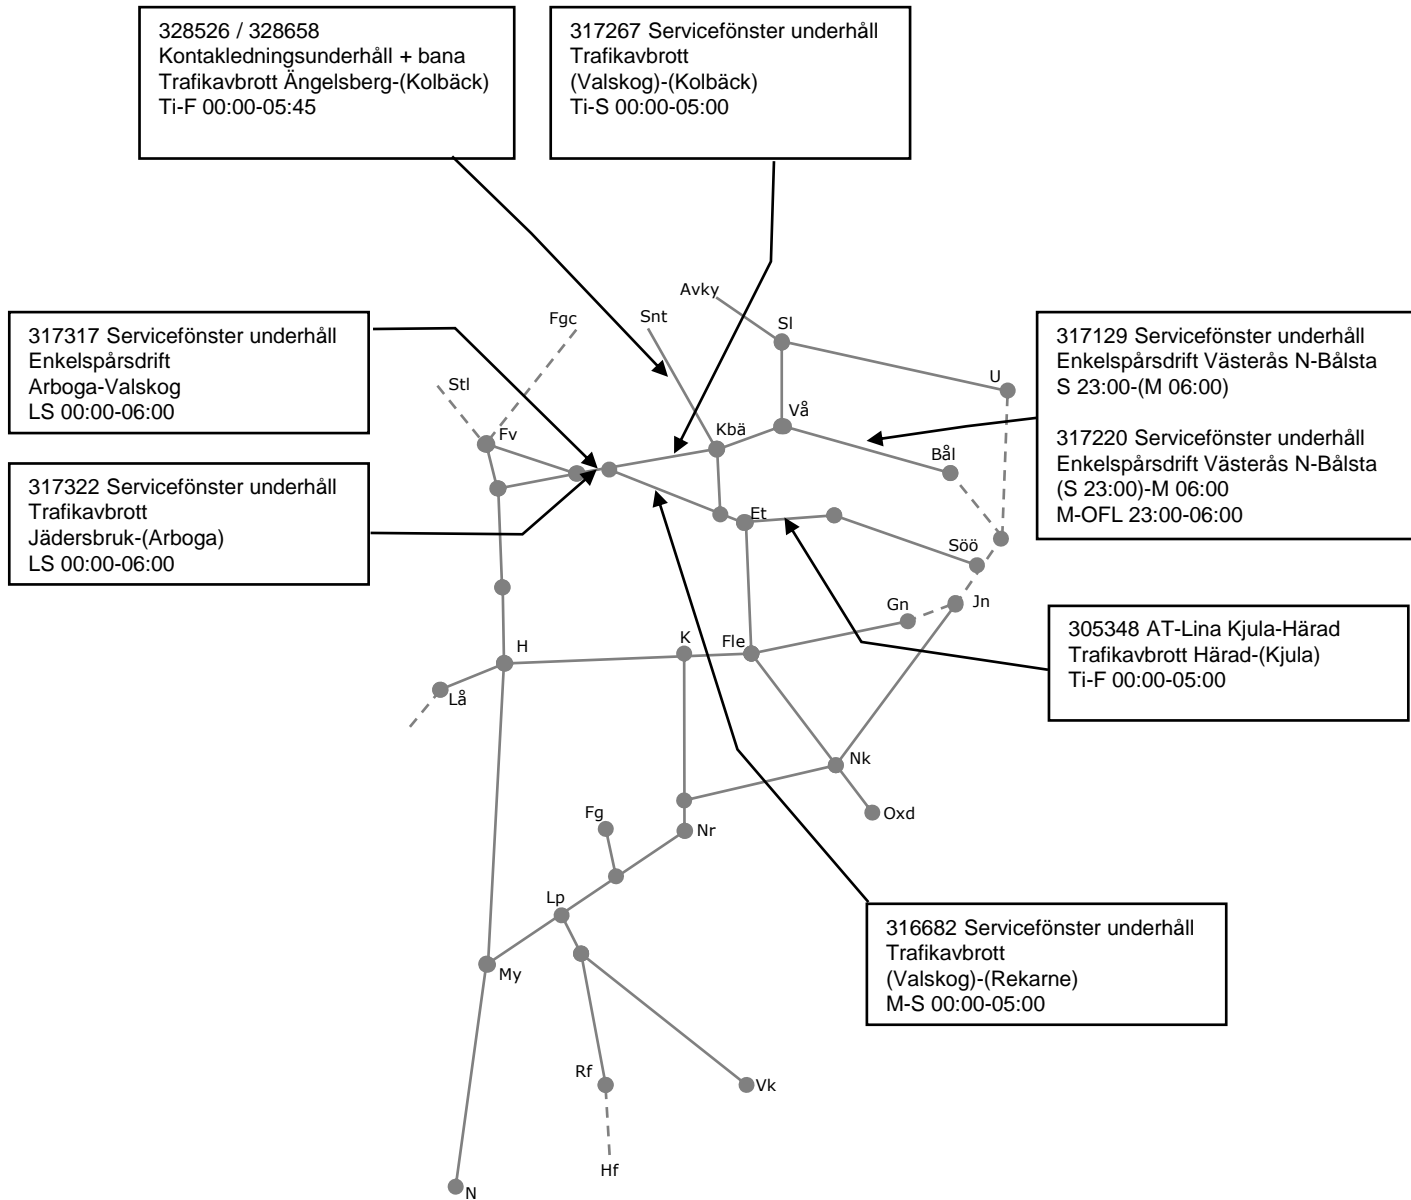 328526 / 328658
Kontakledningsunderhåll + bana
Trafikavbrott Ängelsberg-(Kolbäck)
Ti-F 00:00-05:45
317267 Servicefönster underhåll
Trafikavbrott
(Valskog)-(Kolbäck)
Ti-S 00:00-05:00
317317 Servicefönster underhåll
Enkelspårsdrift
Arboga-Valskog
LS 00:00-06:00
317322 Servicefönster underhåll
Trafikavbrott
Jädersbruk-(Arboga)
LS 00:00-06:00
317129 Servicefönster underhåll
Enkelspårsdrift Västerås N-Bålsta
S 23:00-(M 06:00)
317220 Servicefönster underhåll
Enkelspårsdrift Västerås N-Bålsta
(S 23:00)-M 06:00
M-OFL 23:00-06:00
305348 AT-Lina Kjula-Härad
Trafikavbrott Härad-(Kjula)
Ti-F 00:00-05:00
316682 Servicefönster underhåll
Trafikavbrott
(Valskog)-(Rekarne)
M-S 00:00-05:00
Avky
Fgc
Snt
Sl
Stl
U
Vå
Fv
Kbä
Bål
Et
Söö
Gn
Jn
H
K
Fle
Lå
Nk
Fg
Oxd
Nr
Lp
My
Rf
Vk
Hf
N